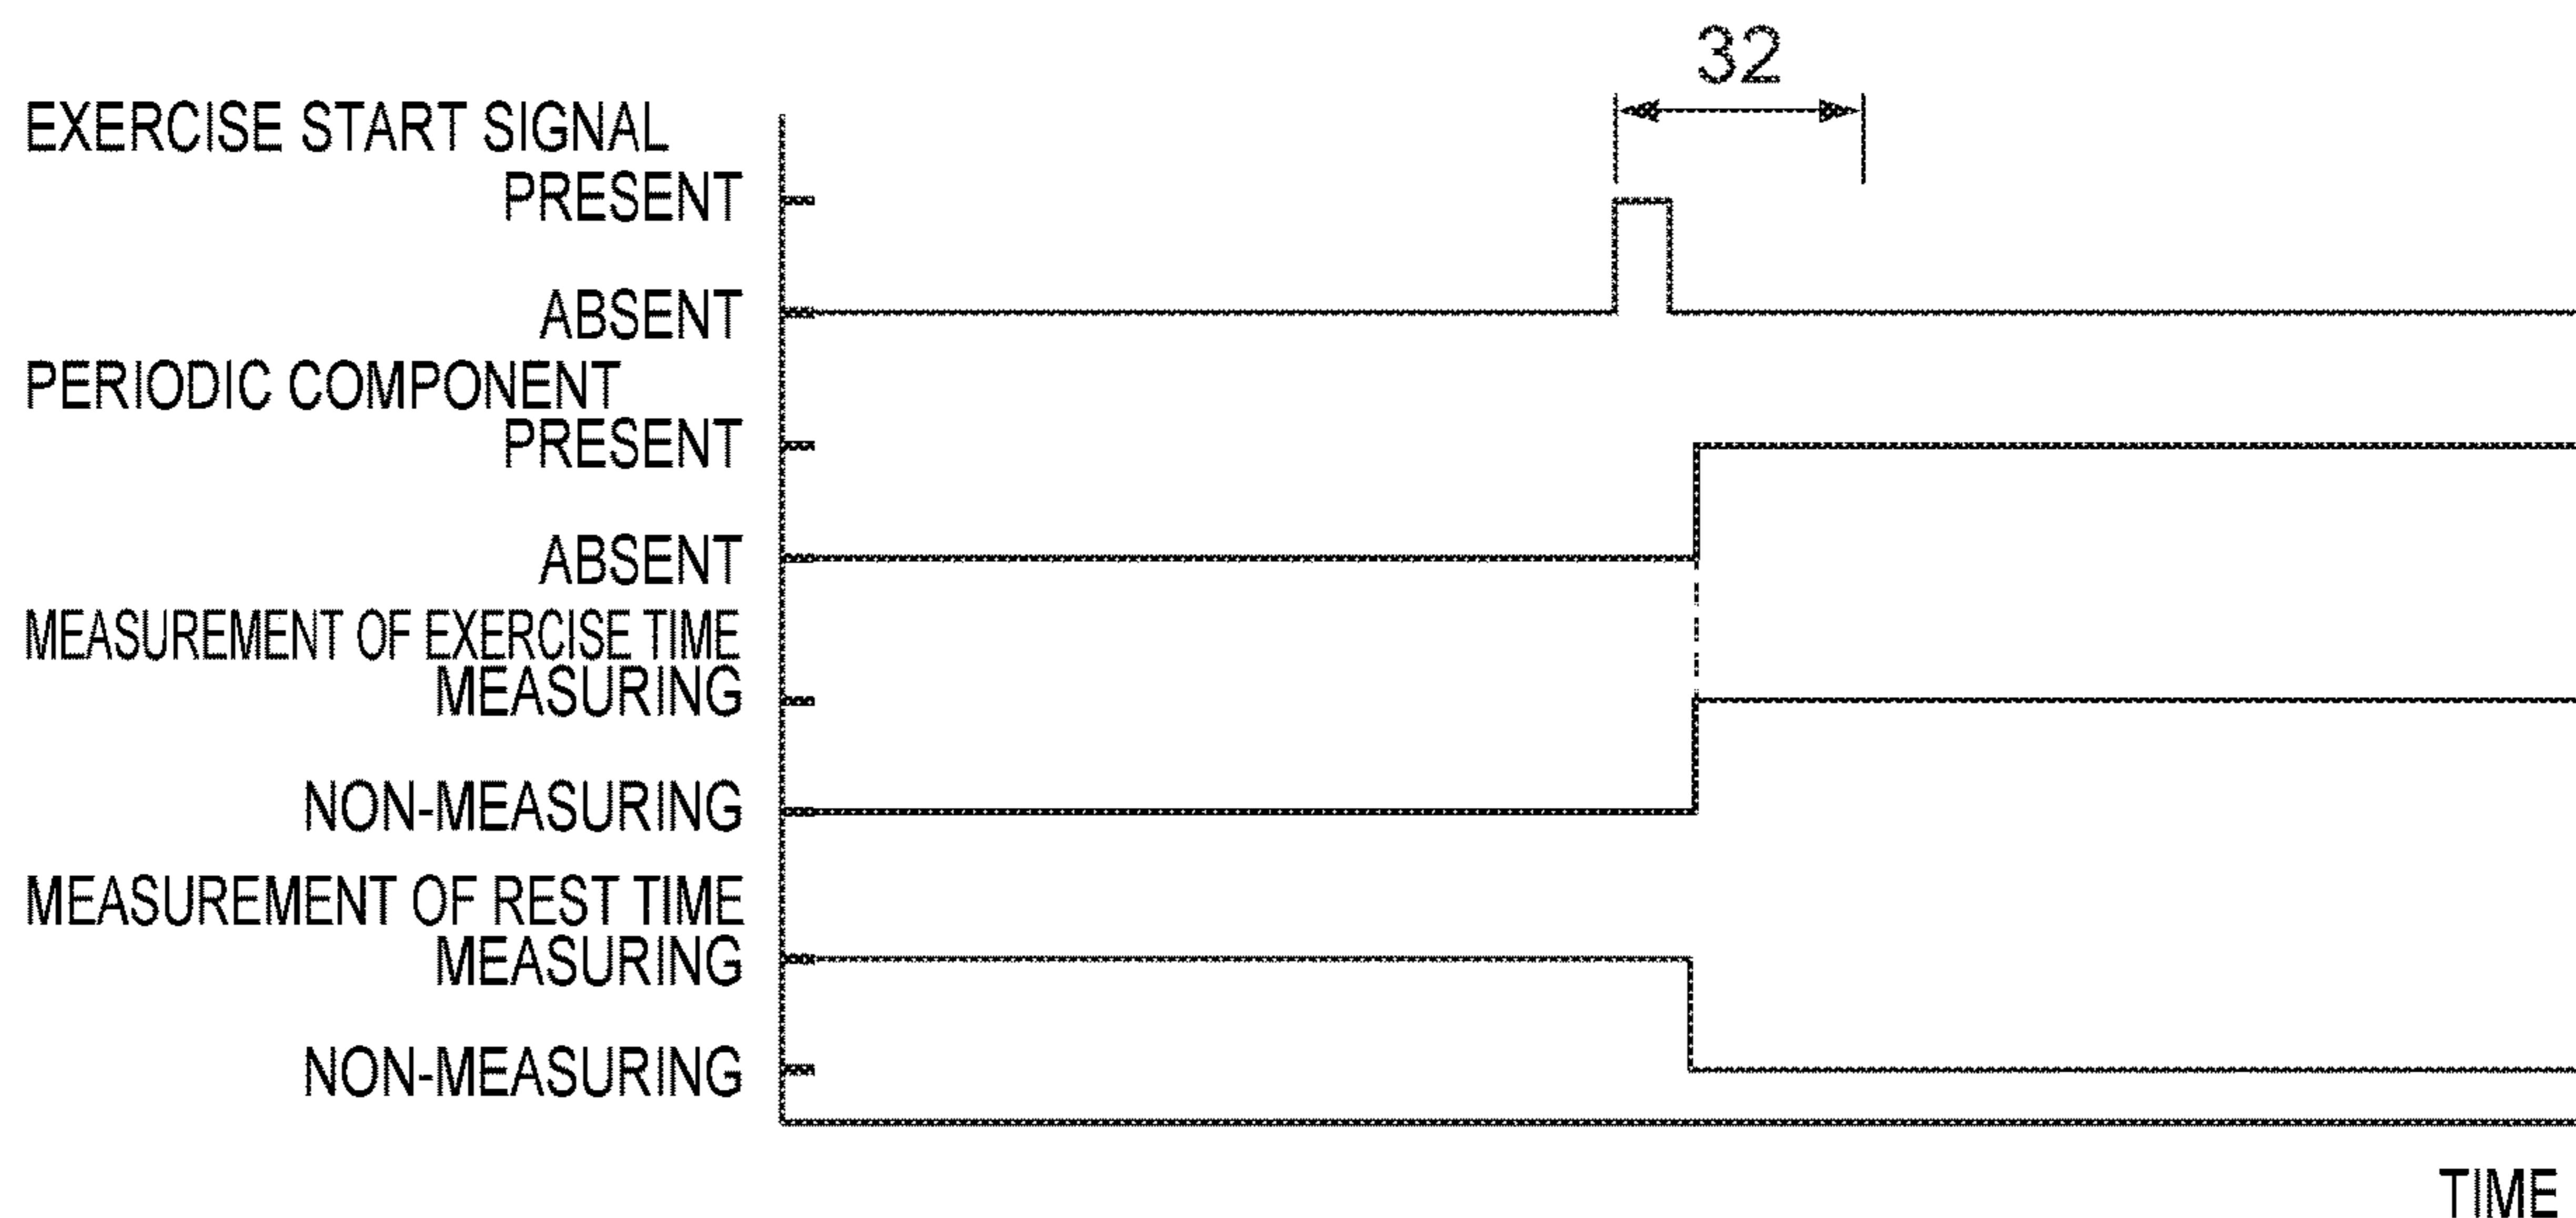 32
EXERCISE START SIGNAL
PRESENT
ABSENT
PERIODIC COMPONENT
PRESENT
ABSENT
MEASUREMENT OF EXERCISE TIME
MEASURING
NON-MEASURING
MEASUREMENT OF REST TIME
MEASURING
NON-MEASURING
TIME